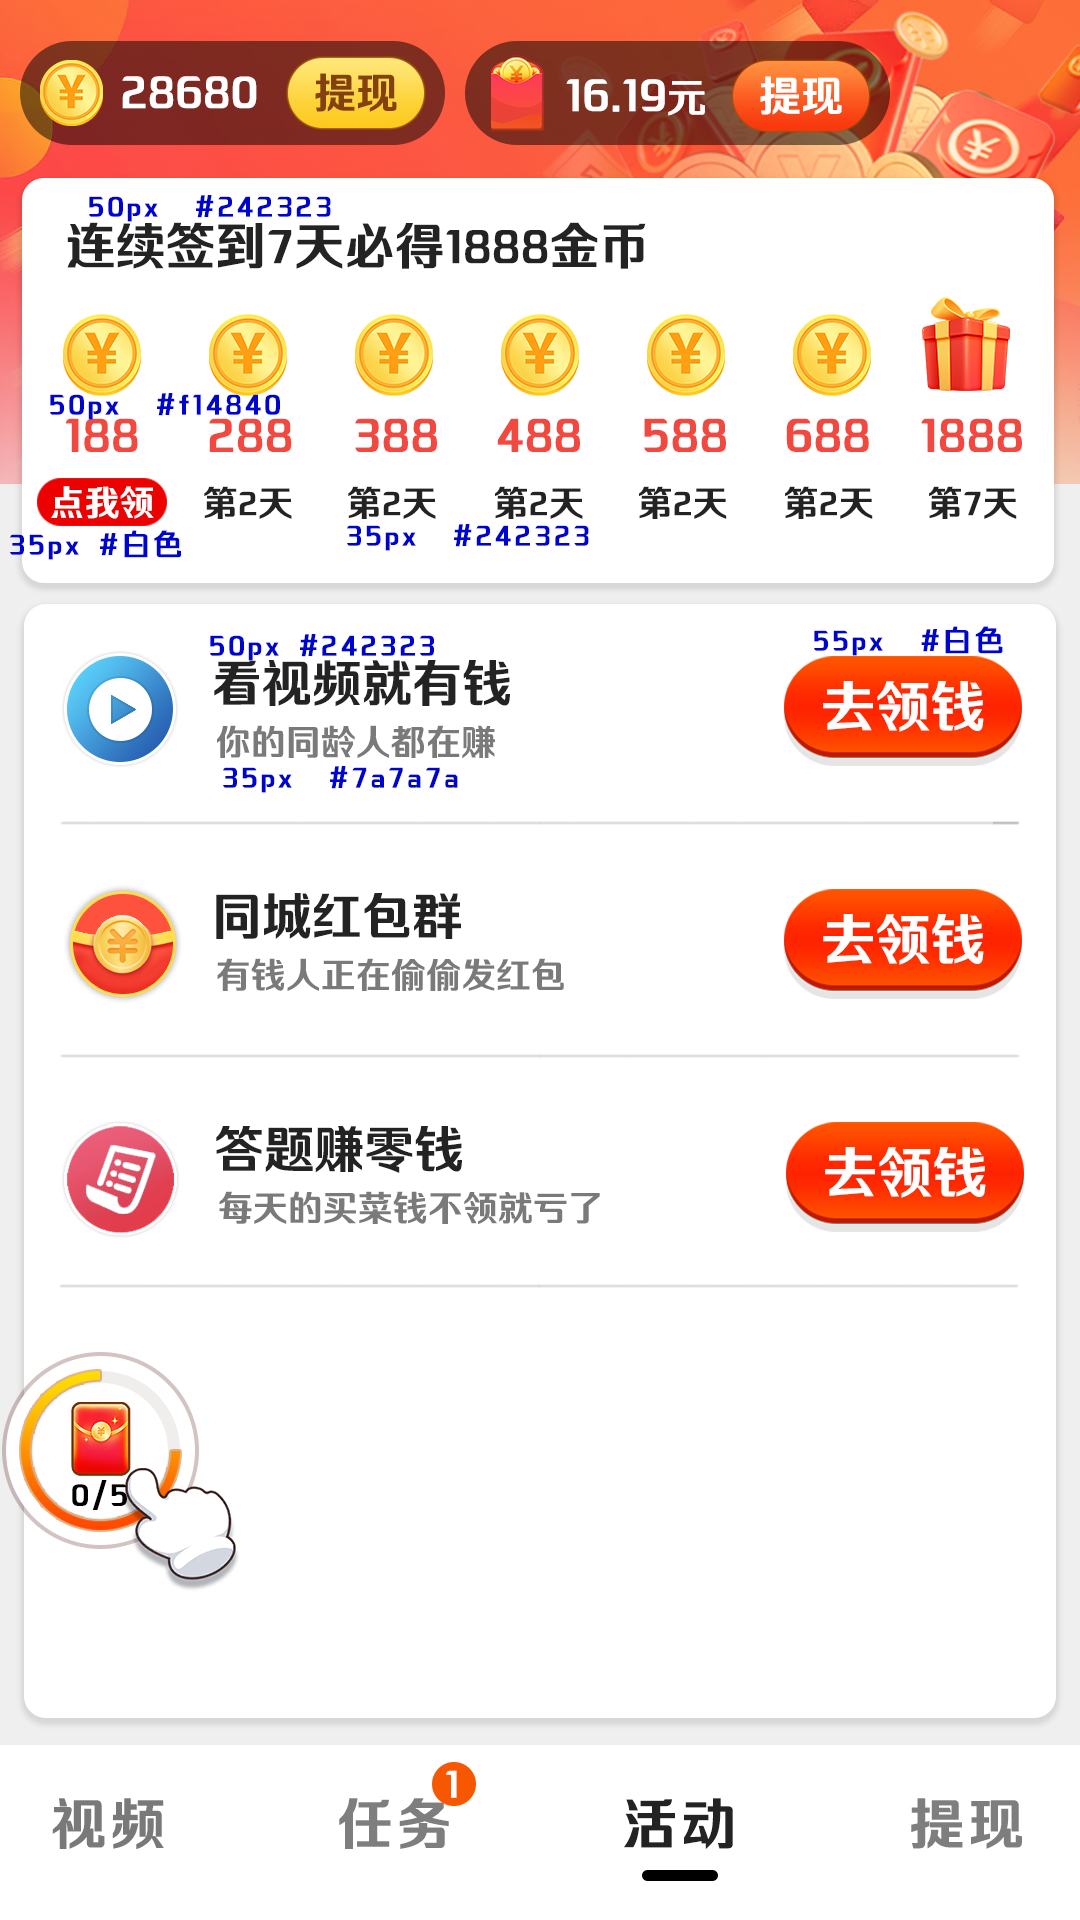 28680 提现 16.19元 提现
50px #242323
连续签到7天必得1888金币
50px #f14840
188 288 388 488 588 688 1888
点我领 第2天 第2天 第2天 第2天 第2天 第7天
35px #白色 35px #242323
50px #242323 55px #白色
看视频就有钱 去领钱
你的同龄人都在赚
35px #7a7a7a
同城红包群 去领钱
有钱人正在偷偷发红包
答题赚零钱 去领钱
每天的买菜钱不领就亏了
0/5
1
视频 任务 活动 提现